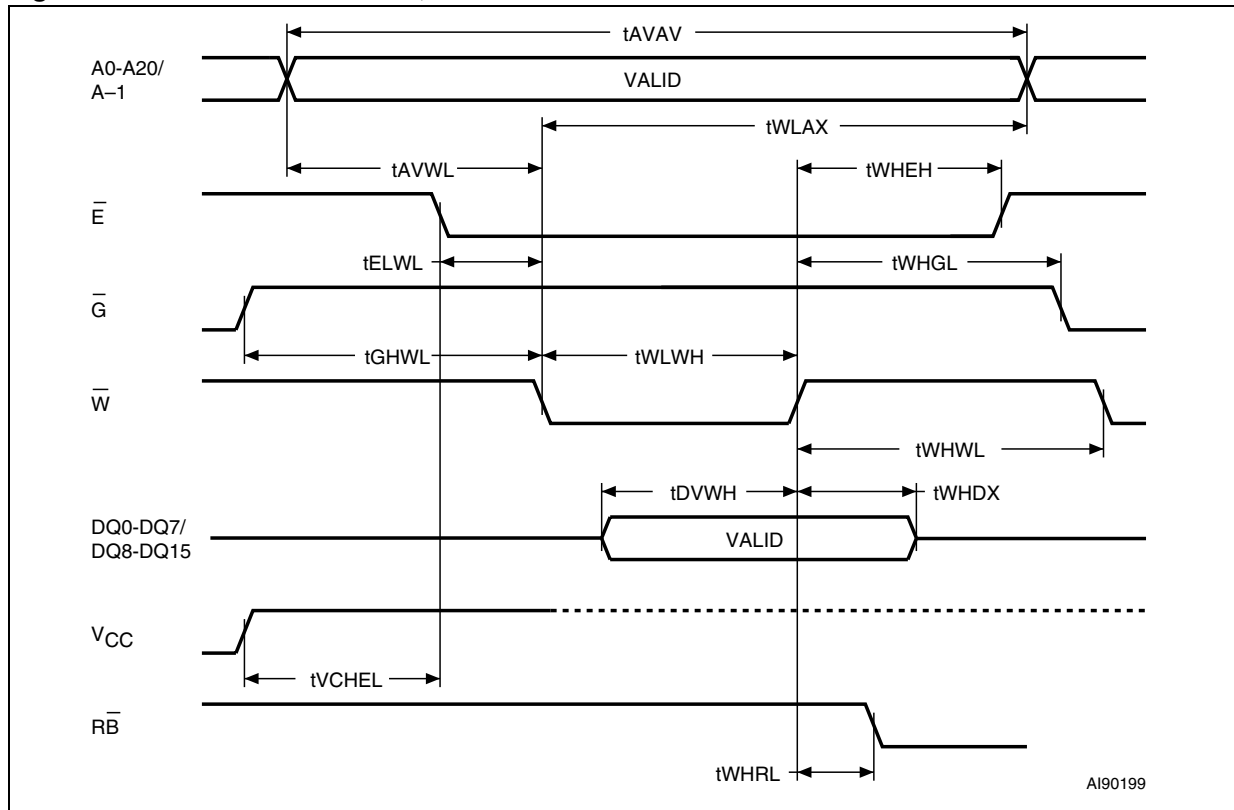 tAVAV
A0-A20/
A–1
VALID
tWLAX
tAVWL
tWHEH
E̅
tELWL
tWHGL
G̅
tGHWL
tWLWH
W̅
tWHWL
tDVWH
tWHDX
DQ0-DQ7/
DQ8-DQ15
VALID
VCC
tVCHEL
RB̅
tWHRL
AI90199